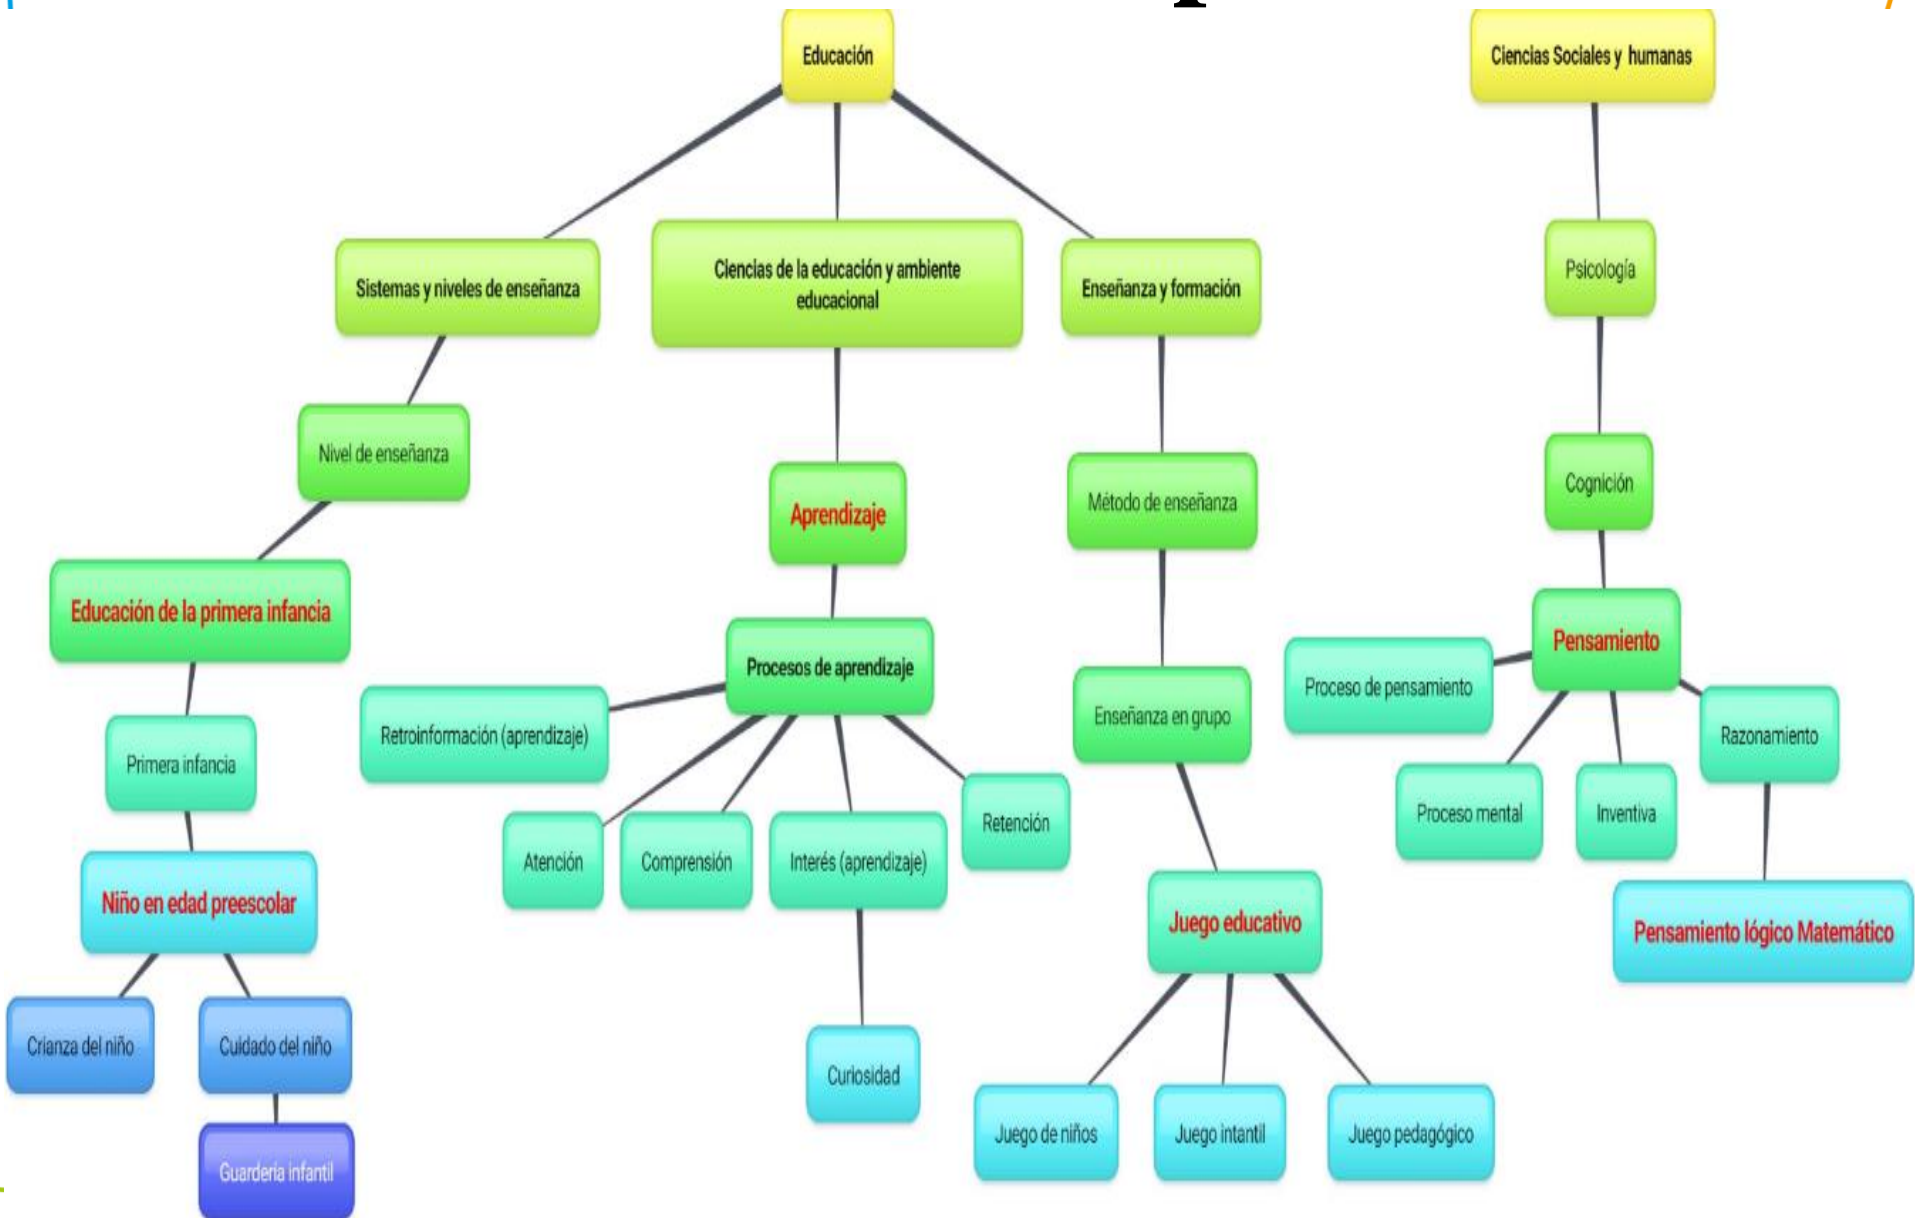 Educación
Ciencias Sociales y humanas
Sistemas y niveles de enseñanza
Ciencias de la educación y ambiente
educacional
Enseñanza y formación
Psicología
Nivel de enseñanza
Aprendizaje
Método de enseñanza
Cognición
Educación de la primera infancia
Procesos de aprendizaje
Pensamiento
Proceso de pensamiento
Retroinformación (aprendizaje)
Enseñanza en grupo
Razonamiento
Primera infancia
Atención
Comprensión
Interés (aprendizaje)
Retención
Proceso mental
Inventiva
Niño en edad preescolar
Juego educativo
Pensamiento lógico Matemático
Crianza del niño
Cuidado del niño
Curiosidad
Juego de niños
Juego intantil
Juego pedagógico
Guarderia infantil